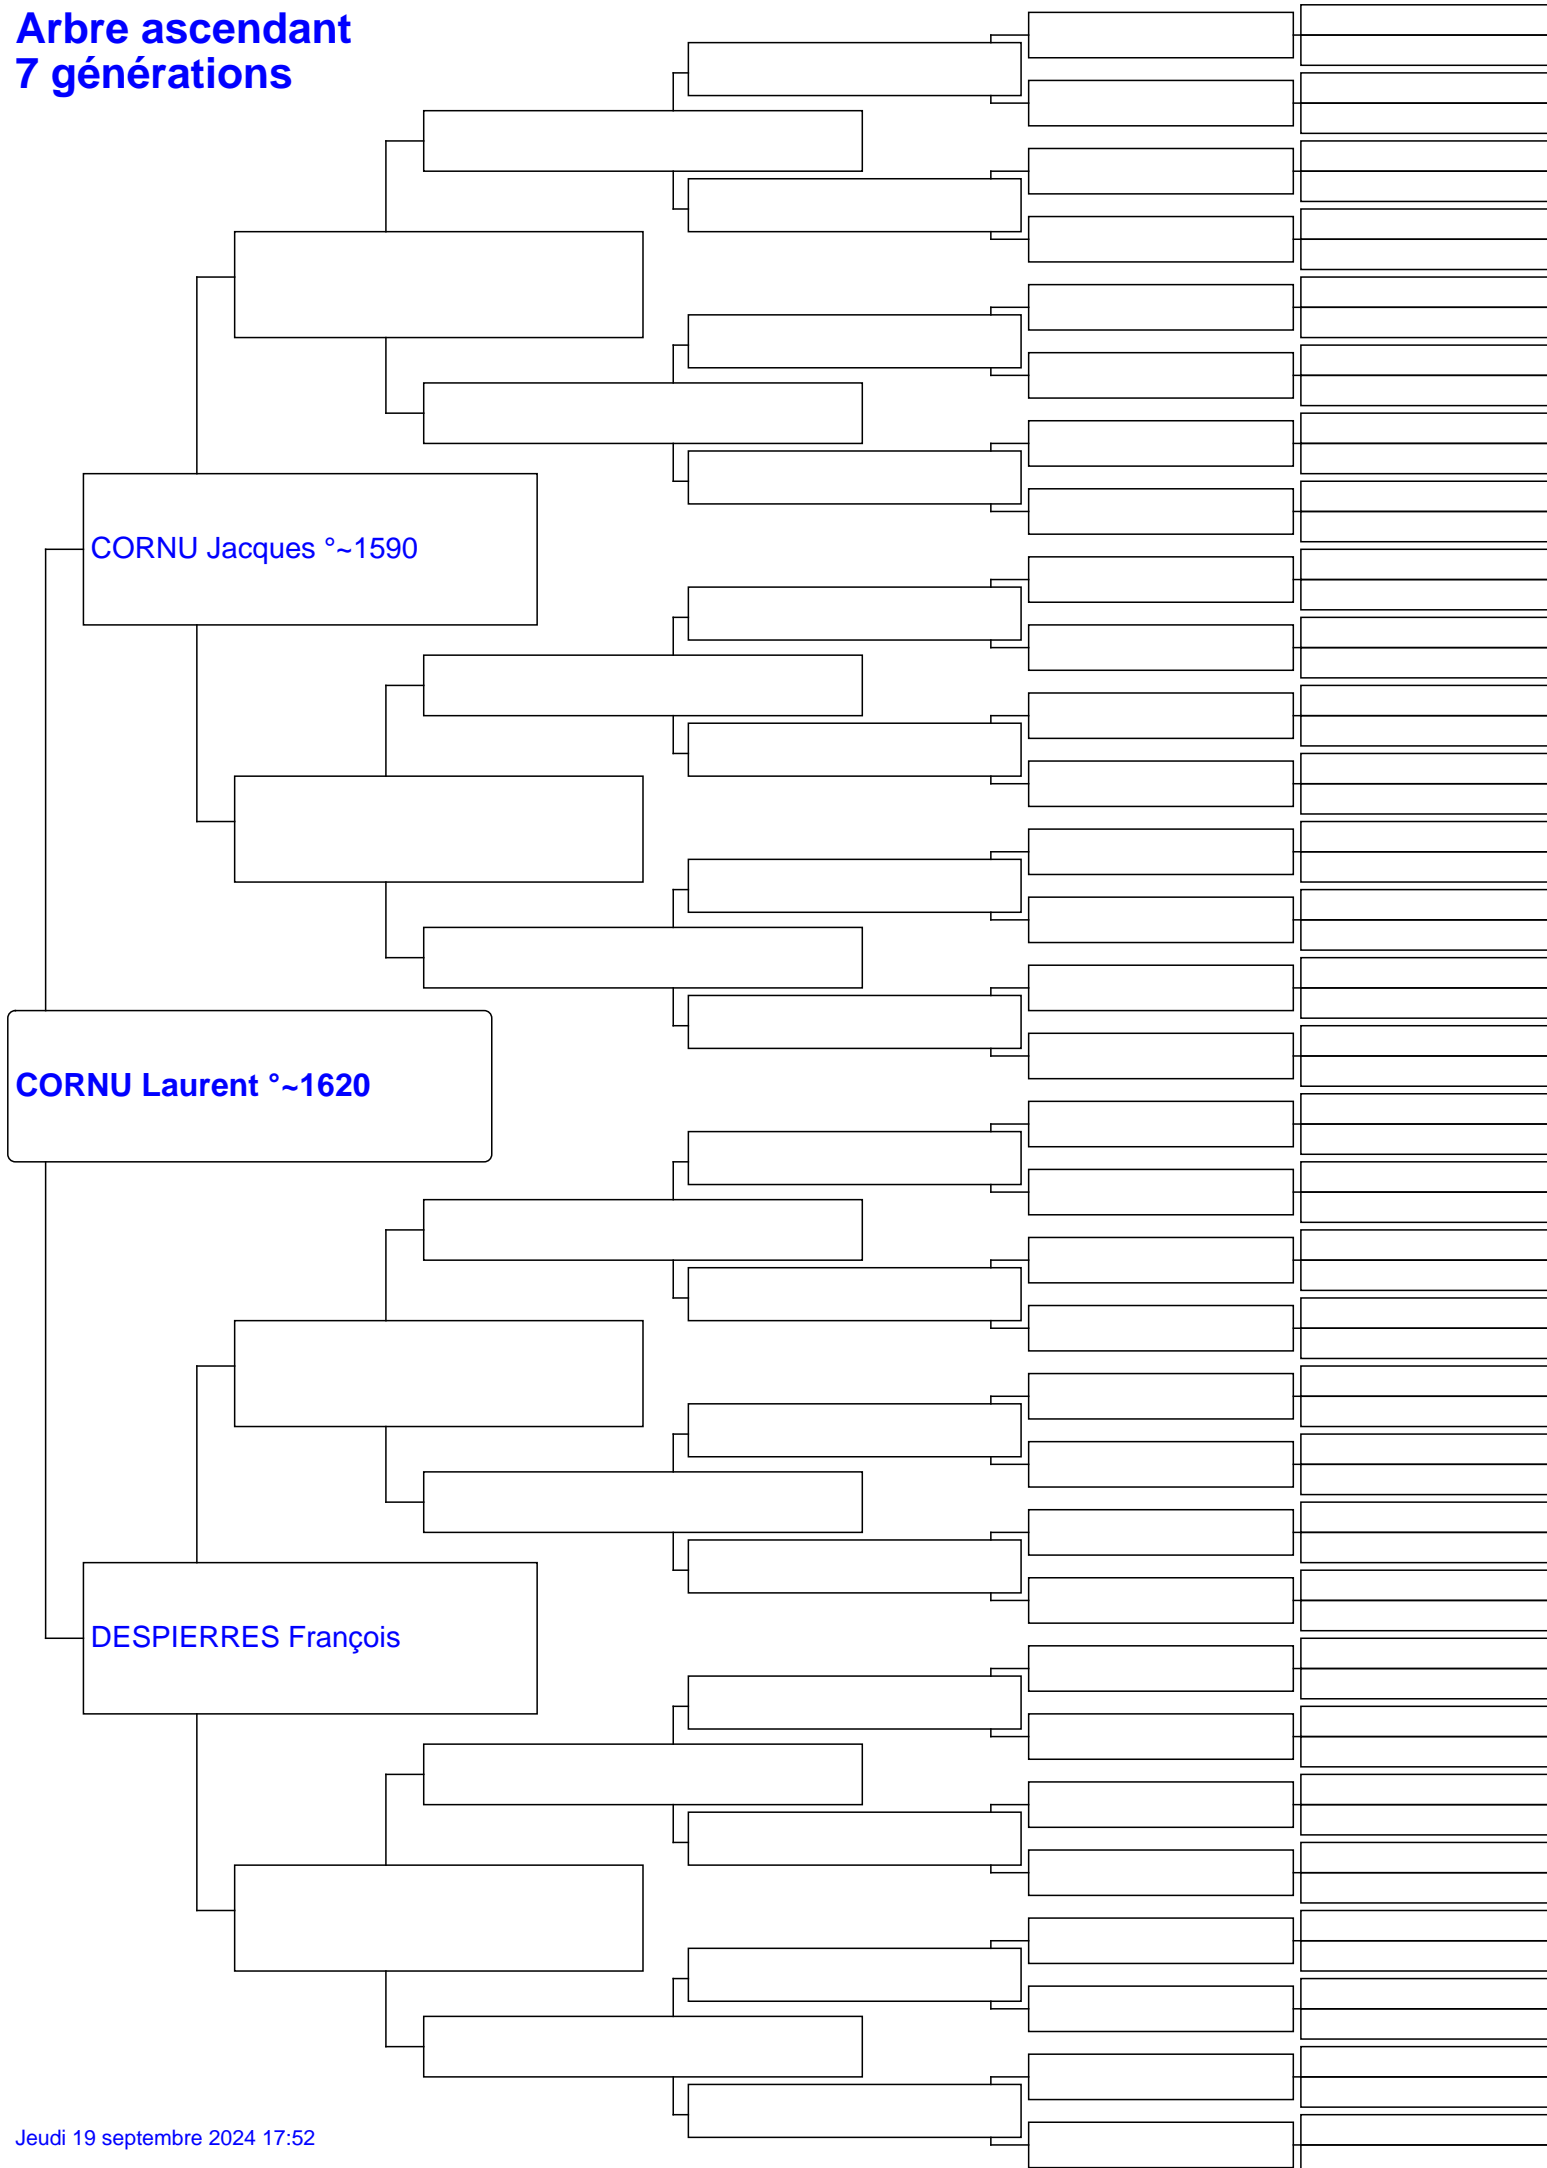 Arbre ascendant
7 générations
CORNU Jacques °~1590
CORNU Laurent °~1620
DESPIERRES François
Jeudi 19 septembre 2024 17:52